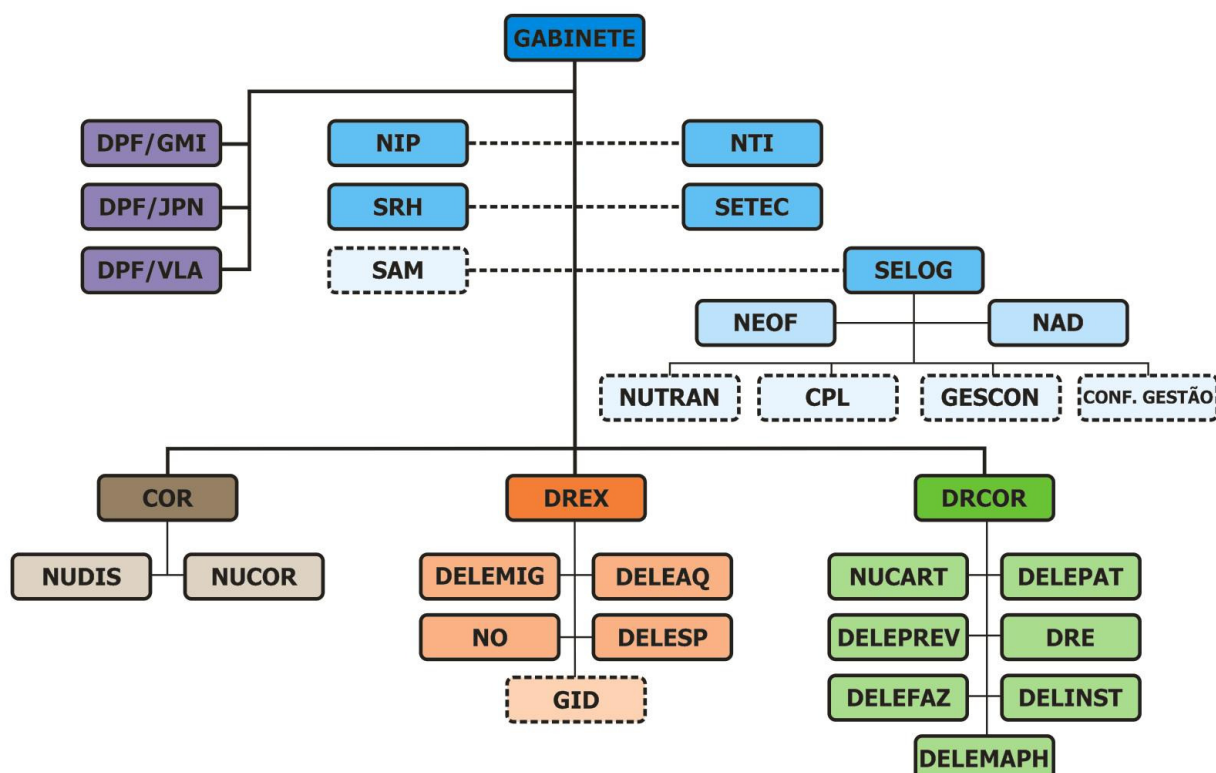 GABINETE
DPF/GMI
NIP
NTI
DPF/JPN
SRH
SETEC
DPF/VLA
SAM
SELOG
NEOF
NAD
NUTRAN
CPL
GESCON
CONF. GESTÃO
COR
DREX
DRCOR
NUDIS
NUCOR
DELEMIG
DELEAQ
NUCART
DELEPAT
NO
DELESP
DELEPREV
DRE
GID
DELEFAZ
DELINST
DELEMAPH